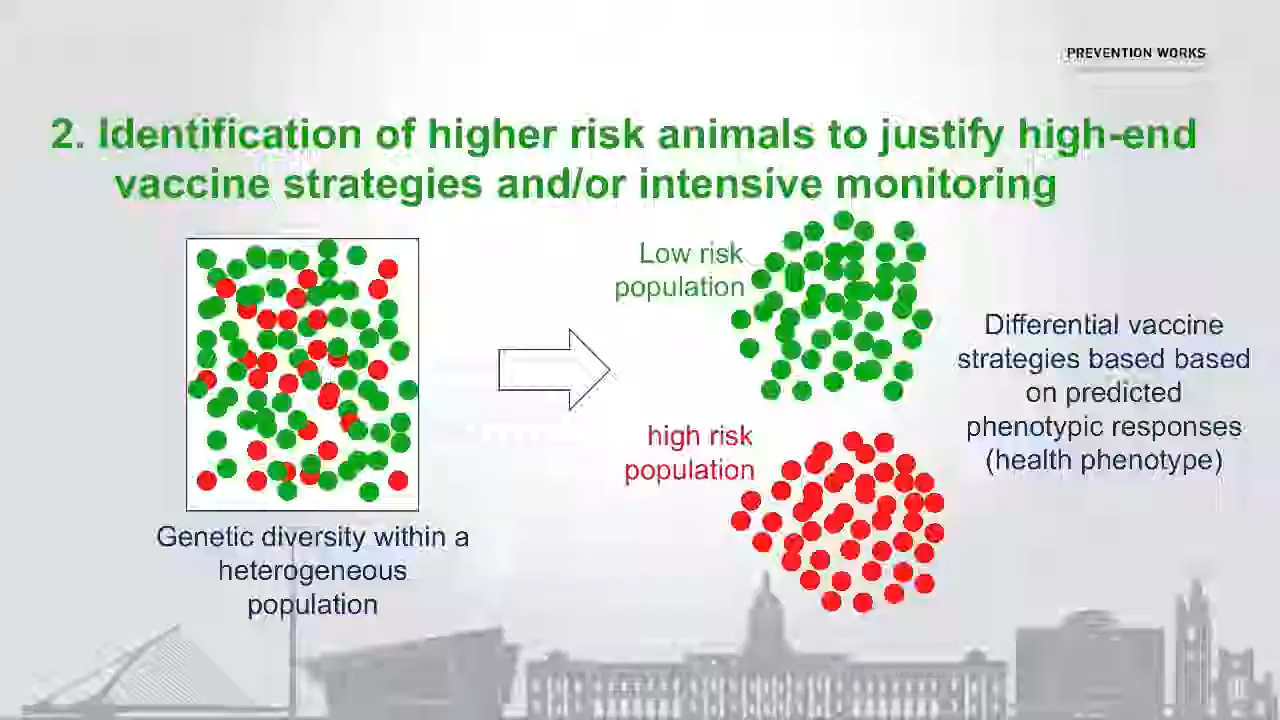 PREVENTION WORKS
2. Identification of higher risk animals to justify high-end
vaccine strategies and/or intensive monitoring
Low risk
population
high risk
population
Differential vaccine
strategies based based
on predicted
phenotypic responses
(health phenotype)
Genetic diversity within a
heterogeneous
population